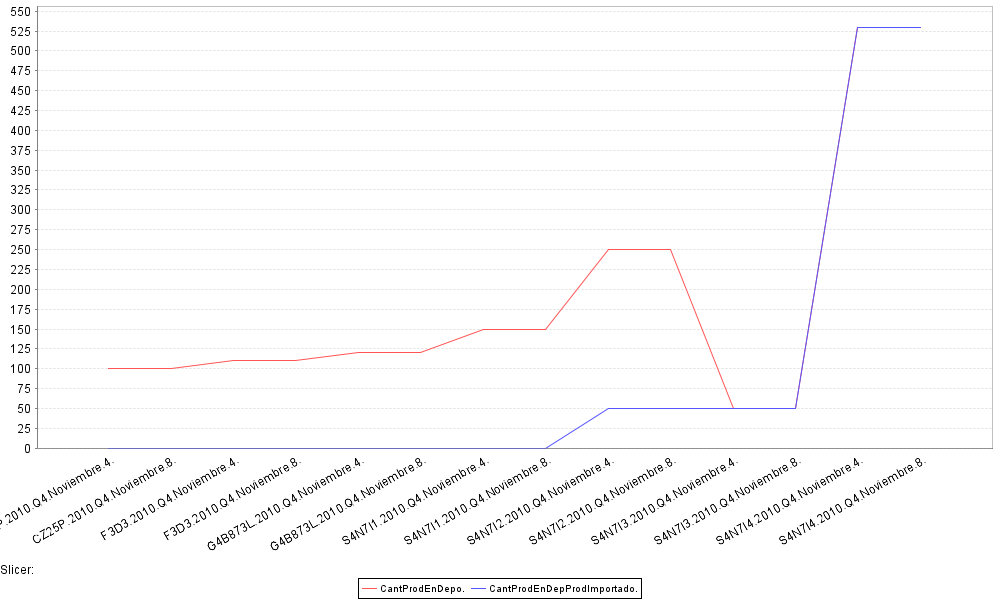 550
525
500
475
450
425
400
375
350
325
300
275
250
225
200
175
150
125
100
75
50
25
0
P.2010.Q4.Noviembre.4.
CZ25P.2010.Q4.Noviembre.8.
F3D3.2010.Q4.Noviembre.4.
F3D3.2010.Q4.Noviembre.8.
G4B873L.2010.Q4.Noviembre.4.
G4B873L.2010.Q4.Noviembre.8.
S4N7I1.2010.Q4.Noviembre.4.
S4N7I1.2010.Q4.Noviembre.8.
S4N7I2.2010.Q4.Noviembre.4.
S4N7I2.2010.Q4.Noviembre.8.
S4N7I3.2010.Q4.Noviembre.4.
S4N7I3.2010.Q4.Noviembre.8.
S4N7I4.2010.Q4.Noviembre.4.
S4N7I4.2010.Q4.Noviembre.8.
Slicer:
CantProdEnDepo. CantProdEnDepProdImportado.